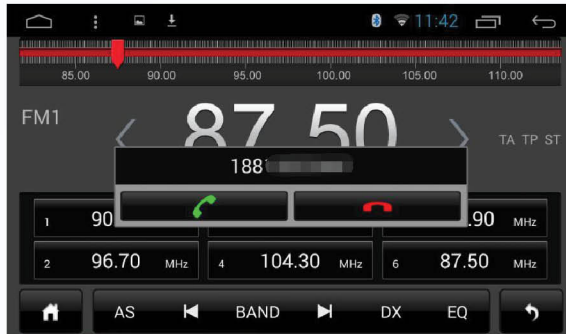 11:42
85.00 90.00 95.00 100.00 105.00 110.00
FM1 87.50 TA TP ST
188
1 90 .90 MHz
2 96.70 MHz 4 104.30 MHz 6 87.50 MHz
AS BAND DX EQ